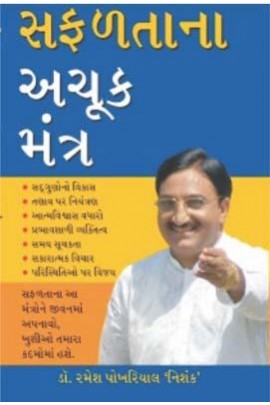 સફળતાના
અચૂક
મંત્ર
• સદ્દગુણોનો વિકાસ
• તણાવ પર નિયંત્રણ
• આત્મવિશ્વાસ વધારો
• પ્રભાવશાળી વ્યક્તિત્વ
• સમય સૂચકતા
• સકારાત્મક વિચાર
• પરિસ્થિતિઓ પર વિજય
સફળતાના આ
મંત્રોને જીવનમાં
અપનાવો,
ખુશીઓ તમારા
કદમોમાં હશે.
ડૉ. રમેશ પોખરિયાલ ‘નિશંક’